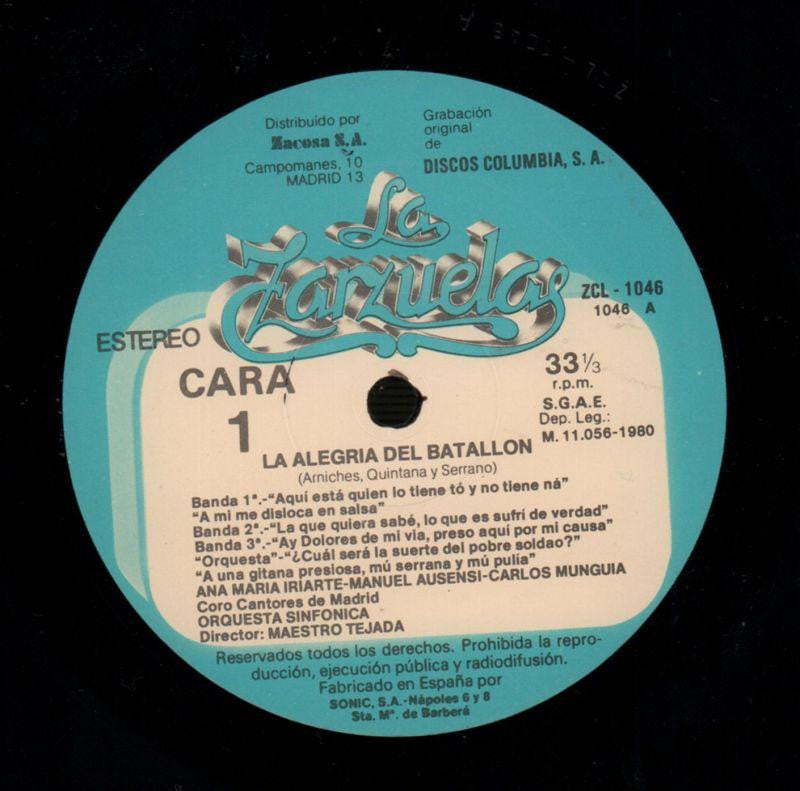 ZCL-1046 A
Distribuido por
Zacosa S.A.
Campomanes, 10
MADRID 13
Grabación
original
de
DISCOS COLUMBIA, S. A.
La
Zarzuela
ZCL - 1046
1046 A
ESTEREO
CARA
1
33 1/3
r.p.m.
S.G.A.E.
Dep. Leg.:
M. 11.056-1980
LA ALEGRIA DEL BATALLON
(Arniches, Quintana y Serrano)
Banda 1ª.-“Aquí está quien lo tiene tó y no tiene ná”
“A mi me disloca en salsa”
Banda 2ª.-“La que quiera sabé, lo que es sufrí de verdad”
Banda 3ª.-“Ay Dolores de mi via, preso aquí por mi causa”
“Orquesta”-“¿Cuál será la suerte del pobre soldao?”
“A una gitana presiosa, mú serrana y mú pulía”
ANA MARIA IRIARTE-MANUEL AUSENSI-CARLOS MUNGUIA
Coro Cantores de Madrid
ORQUESTA SINFONICA
Director: MAESTRO TEJADA
Reservados todos los derechos. Prohibida la repro-
ducción, ejecución pública y radiodifusión.
Fabricado en España por
SONIC, S.A.-Nápoles 6 y 8
Sta. Mª. de Barberá